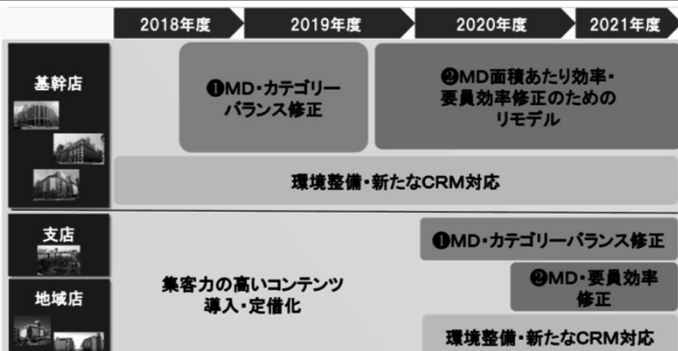 2018年度
2019年度
2020年度
2021年度
基幹店
❶MD・カテゴリー
バランス修正
❷MD面積あたり効率・
要員効率修正のための
リモデル
環境整備・新たなCRM対応
支店
地域店
集客力の高いコンテンツ
導入・定借化
❶MD・カテゴリーバランス修正
❷MD・要員効率
修正
環境整備・新たなCRM対応